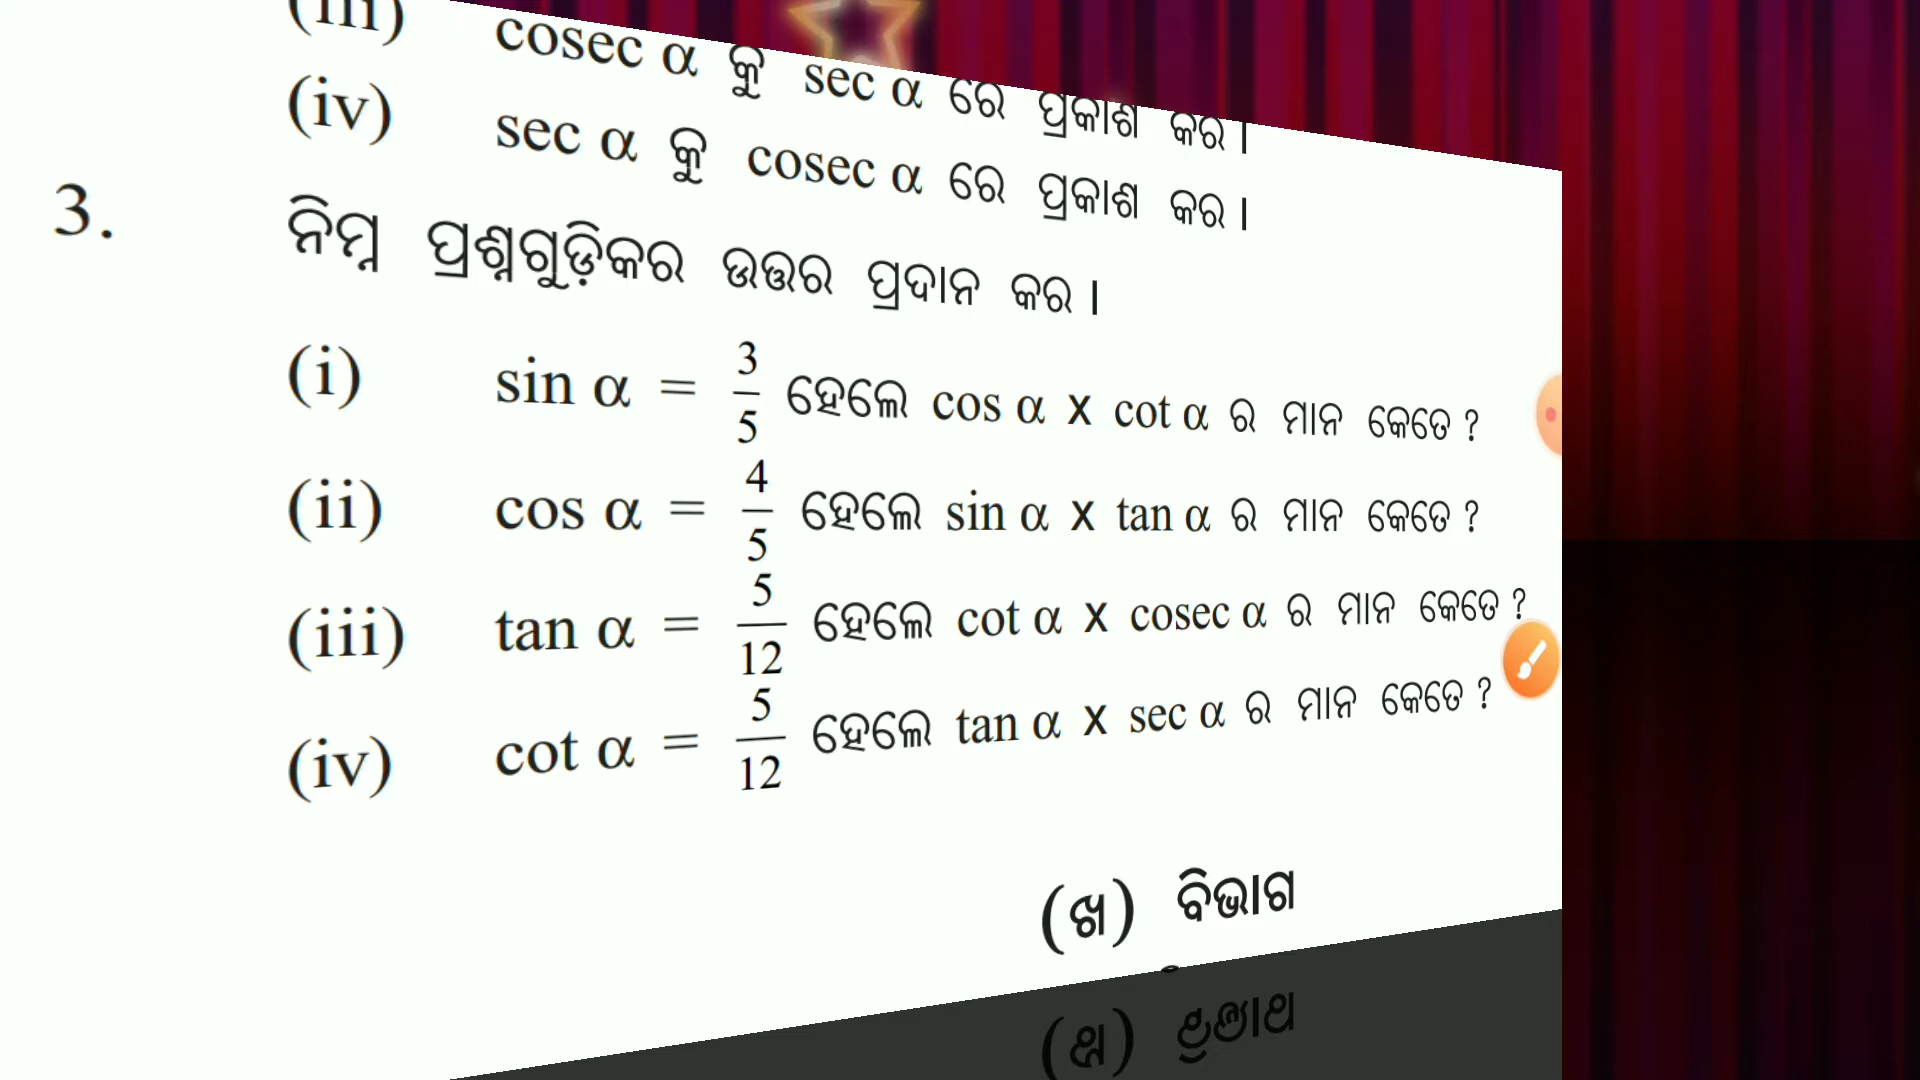 (iii) cosec α କୁ sec α ରେ ପ୍ରକାଶ କର ।
(iv) sec α କୁ cosec α ରେ ପ୍ରକାଶ କର ।
3. ନିମ୍ନ ପ୍ରଶ୍ନଗୁଡ଼ିକର ଉତ୍ତର ପ୍ରଦାନ କର ।
(i) sin α = 3/5 ହେଲେ cos α x cot α ର ମାନ କେତେ ?
(ii) cos α = 4/5 ହେଲେ sin α x tan α ର ମାନ କେତେ ?
(iii) tan α = 5/12 ହେଲେ cot α x cosec α ର ମାନ କେତେ ?
(iv) cot α = 5/12 ହେଲେ tan α x sec α ର ମାନ କେତେ ?
(ଖ) ବିଭାଗ